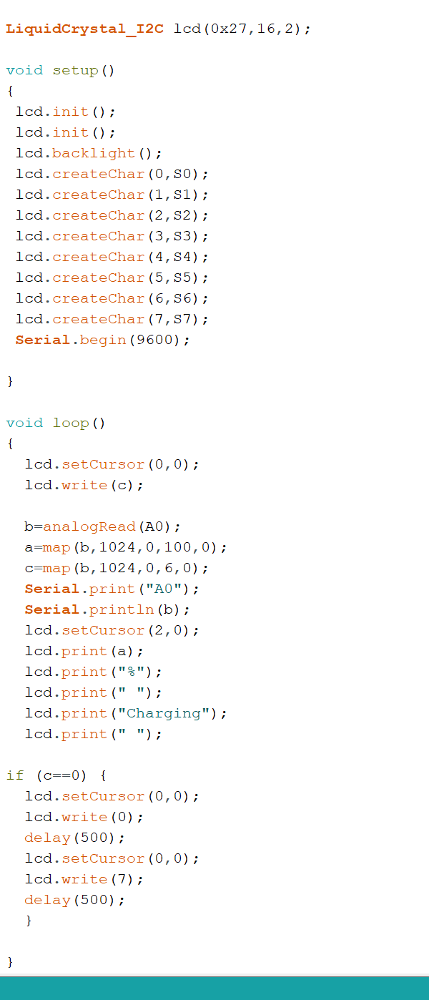 LiquidCrystal_I2C lcd(0x27,16,2);
void setup()
{
lcd.init();
lcd.init();
lcd.backlight();
lcd.createChar(0,S0);
lcd.createChar(1,S1);
lcd.createChar(2,S2);
lcd.createChar(3,S3);
lcd.createChar(4,S4);
lcd.createChar(5,S5);
lcd.createChar(6,S6);
lcd.createChar(7,S7);
Serial.begin(9600);
}
void loop()
{
lcd.setCursor(0,0);
lcd.write(c);
b=analogRead(A0);
a=map(b,1024,0,100,0);
c=map(b,1024,0,6,0);
Serial.print("A0");
Serial.println(b);
lcd.setCursor(2,0);
lcd.print(a);
lcd.print("%");
lcd.print(" ");
lcd.print("Charging");
lcd.print(" ");
if (c==0) {
lcd.setCursor(0,0);
lcd.write(0);
delay(500);
lcd.setCursor(0,0);
lcd.write(7);
delay(500);
}
}